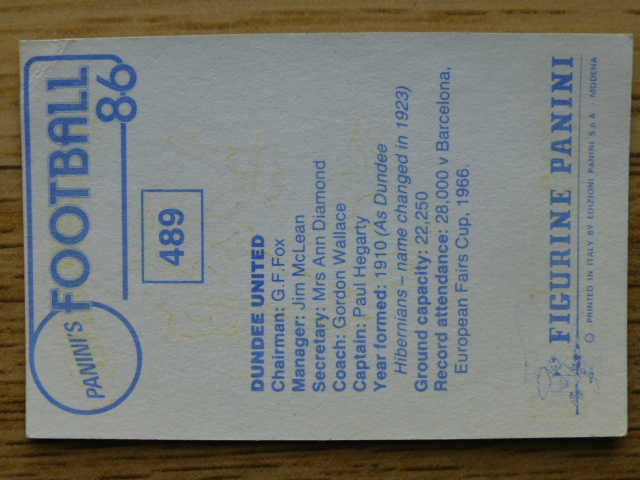 PANINI'S
FOOTBALL
86
489
DUNDEE UNITED
Chairman: G.F.Fox
Manager: Jim McLean
Secretary: Mrs Ann Diamond
Coach: Gordon Wallace
Captain: Paul Hegarty
Year formed: 1910 (As Dundee
Hibernians – name changed in 1923)
Ground capacity: 22,250
Record attendance: 28,000 v Barcelona,
European Fairs Cup, 1966.
FIGURINE PANINI
© PRINTED IN ITALY BY EDIZIONI PANINI S.p.A. MODENA